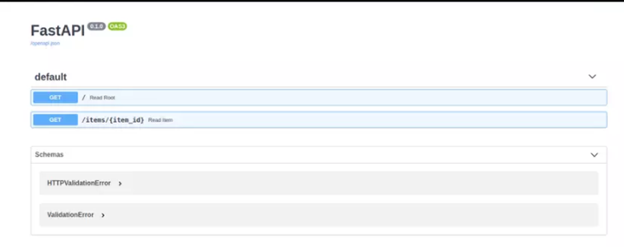 FastAPI 0.1.0 OAS3
/openapi.json
default
GET / Read Root
GET /items/{item_id} Read Item
Schemas
HTTPValidationError >
ValidationError >